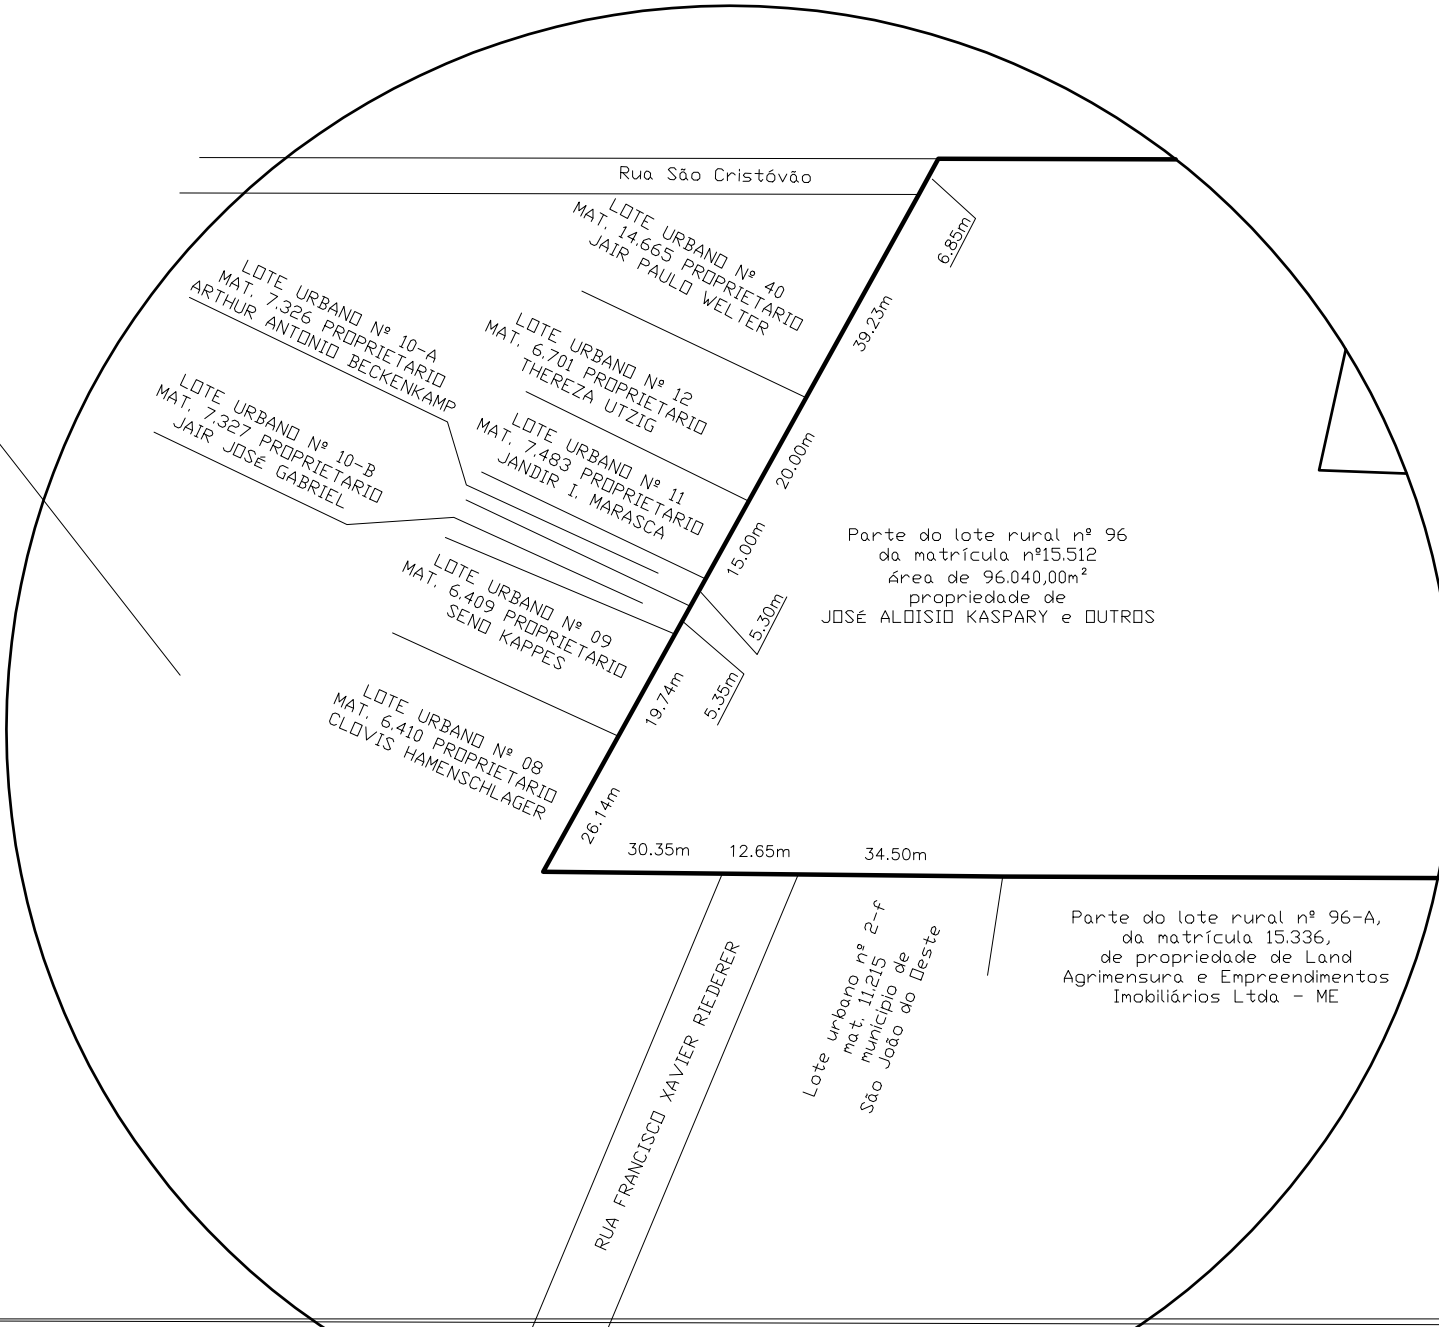 Rua São Cristóvão
LOTE URBANO Nº 40
MAT. 14.665 PROPRIETARIO
JAIR PAULO WELTER
6.85m
39.23m
LOTE URBANO Nº 10-A
MAT. 7.326 PROPRIETARIO
ARTHUR ANTONIO BECKENKAMP
LOTE URBANO Nº 12
MAT. 6.701 PROPRIETARIO
THEREZA UTZIG
20.00m
LOTE URBANO Nº 10-B
MAT. 7.327 PROPRIETARIO
JAIR JOSÉ GABRIEL
LOTE URBANO Nº 11
MAT. 7.483 PROPRIETARIO
JANDIR I. MARASCA
15.00m
Parte do lote rural nº 96
da matrícula nº15.512
área de 96.040,00m²
propriedade de
JOSÉ ALOISIO KASPARY e OUTROS
5.30m
5.35m
LOTE URBANO Nº 09
MAT. 6.409 PROPRIETARIO
SENO KAPPES
19.74m
LOTE URBANO Nº 08
MAT. 6.410 PROPRIETARIO
CLOVIS HAMENSCHLAGER
26.14m
30.35m
12.65m
34.50m
RUA FRANCISCO XAVIER RIEDERER
Lote urbano nº 2-f
mat. 11.215
município de
São João do Oeste
Parte do lote rural nº 96-A,
da matrícula 15.336,
de propriedade de Land
Agrimensura e Empreendimentos
Imobiliários Ltda - ME